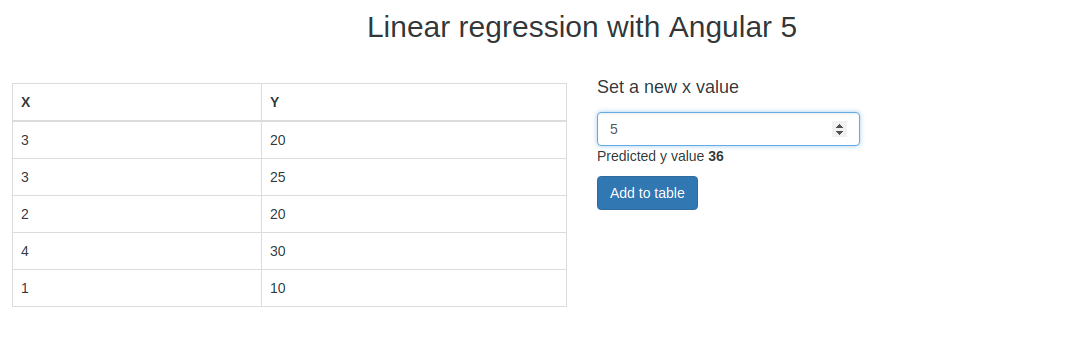 Linear regression with Angular 5
X Y
3 20
3 25
2 20
4 30
1 10
Set a new x value
5
Predicted y value 36
Add to table